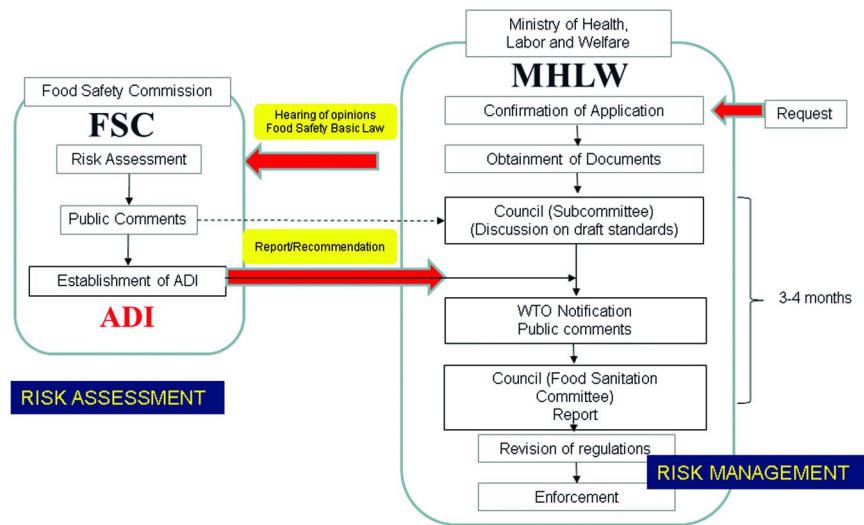 Food Safety Commission
FSC
Risk Assessment
Public Comments
Establishment of ADI
ADI
RISK ASSESSMENT
Hearing of opinions
Food Safety Basic Law
Report/Recommendation
Ministry of Health,
Labor and Welfare
MHLW
Confirmation of Application
Request
Obtainment of Documents
Council (Subcommittee)
(Discussion on draft standards)
WTO Notification
Public comments
3-4 months
Council (Food Sanitation
Committee)
Report
Revision of regulations
RISK MANAGEMENT
Enforcement